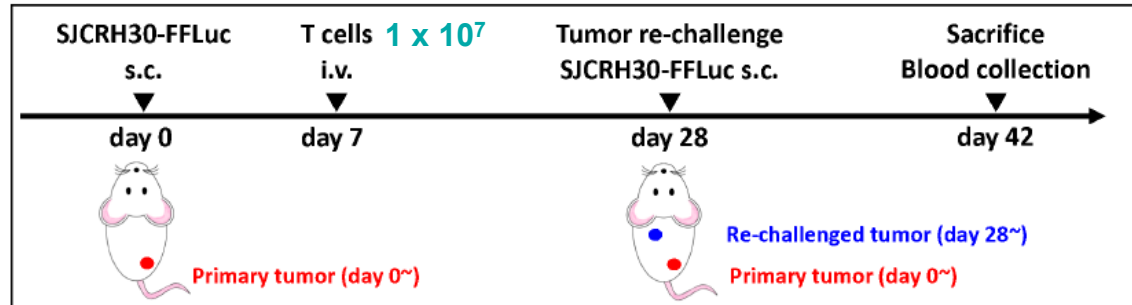 SJCRH30-FFLuc
s.c.
T cells 1 x 10⁷
i.v.
Tumor re-challenge
SJCRH30-FFLuc s.c.
Sacrifice
Blood collection
day 0
day 7
day 28
day 42
Re-challenged tumor (day 28~)
Primary tumor (day 0~)
Primary tumor (day 0~)